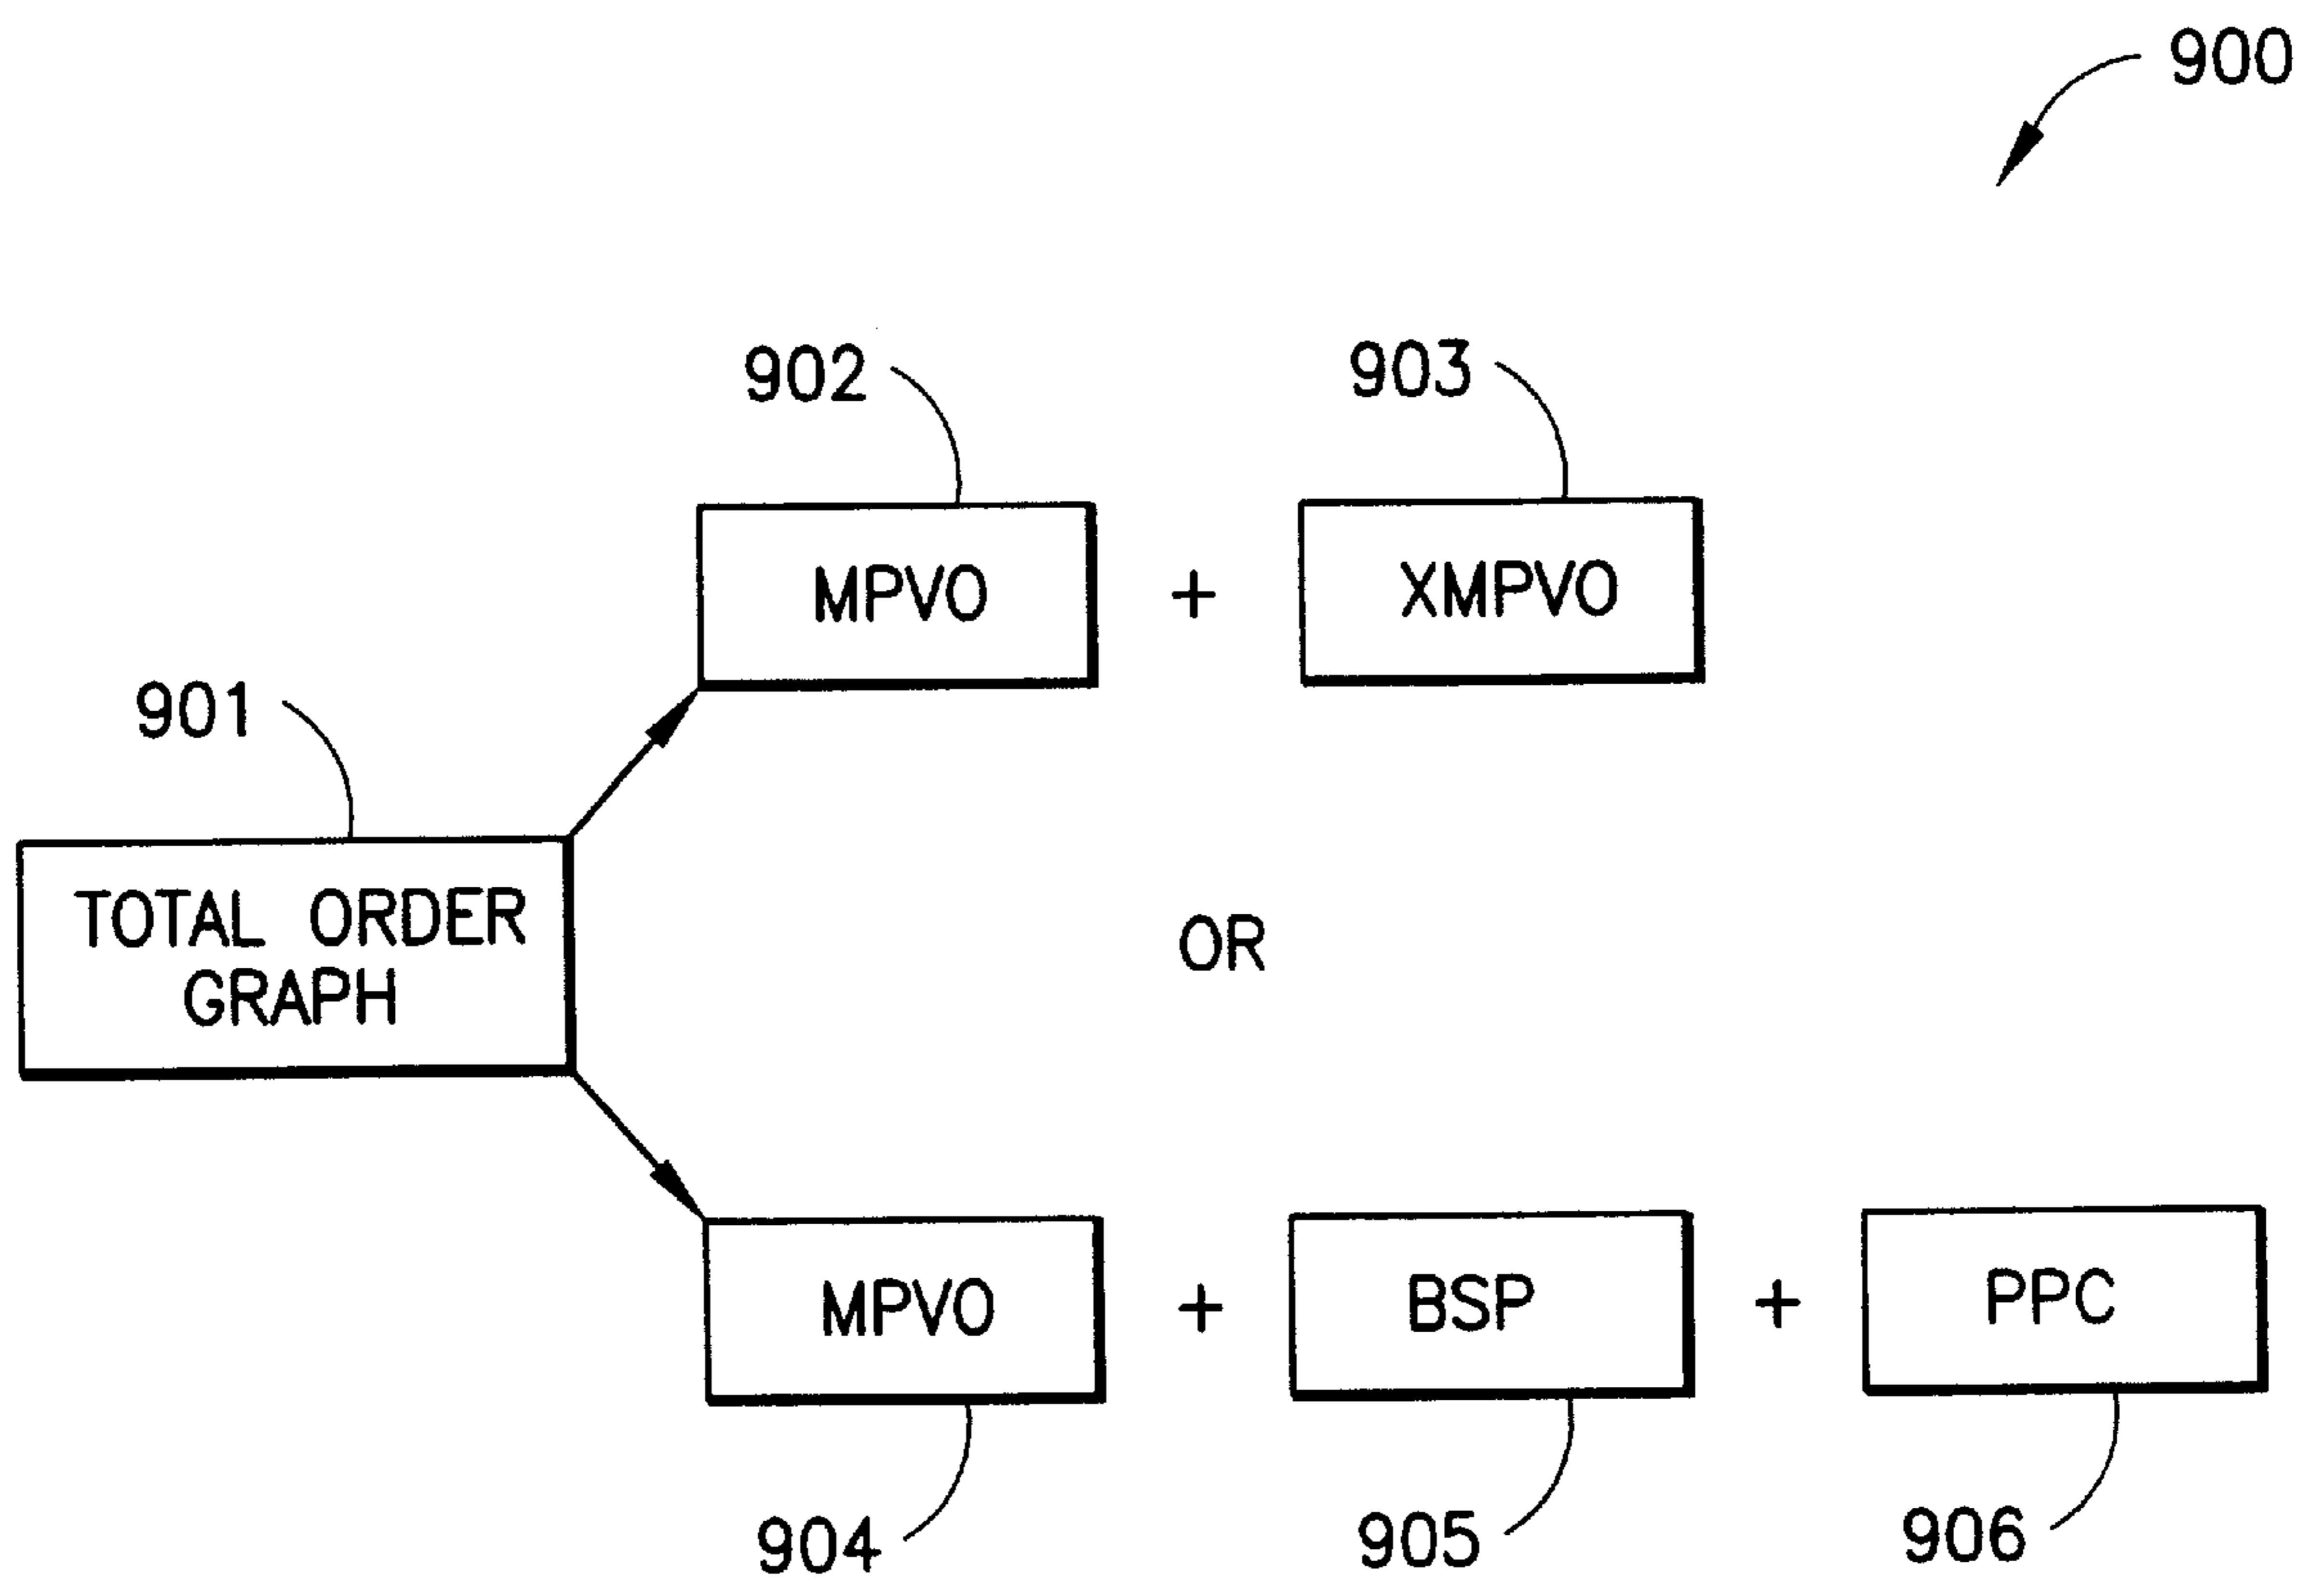 900
902
903
MPVO + XMPVO
901
TOTAL ORDER
GRAPH
OR
MPVO + BSP + PPC
904
905
906